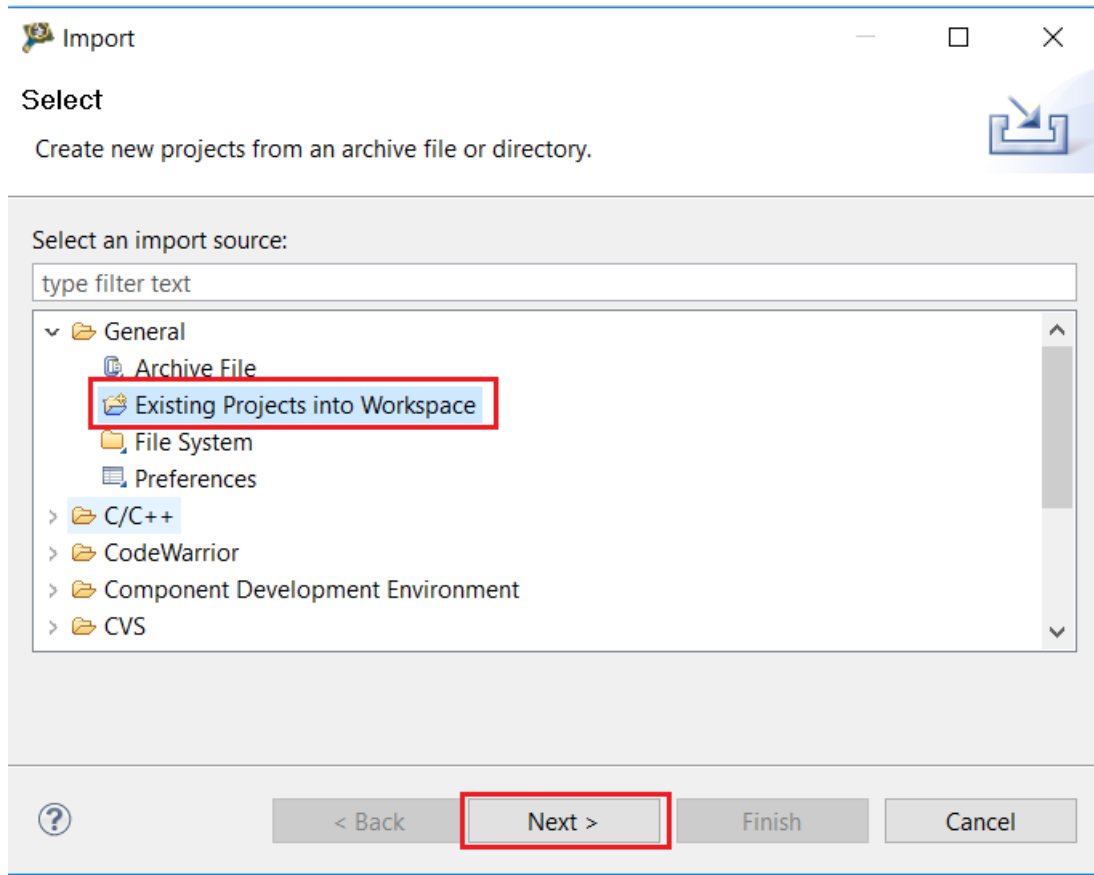 Import
Select
Create new projects from an archive file or directory.
Select an import source:
type filter text
General
Archive File
Existing Projects into Workspace
File System
Preferences
C/C++
CodeWarrior
Component Development Environment
CVS
? < Back Next > Finish Cancel